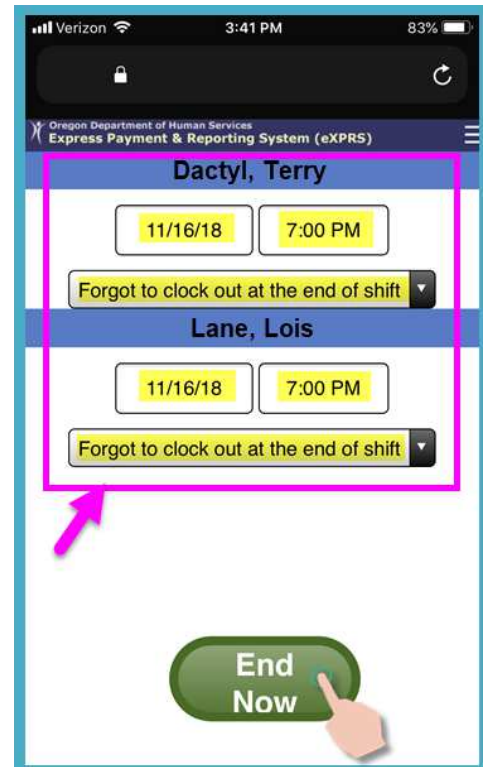 Verizon 3:41 PM 83%
Oregon Department of Human Services
Express Payment & Reporting System (eXPRS)
Dactyl, Terry
11/16/18 7:00 PM
Forgot to clock out at the end of shift
Lane, Lois
11/16/18 7:00 PM
Forgot to clock out at the end of shift
End
Now